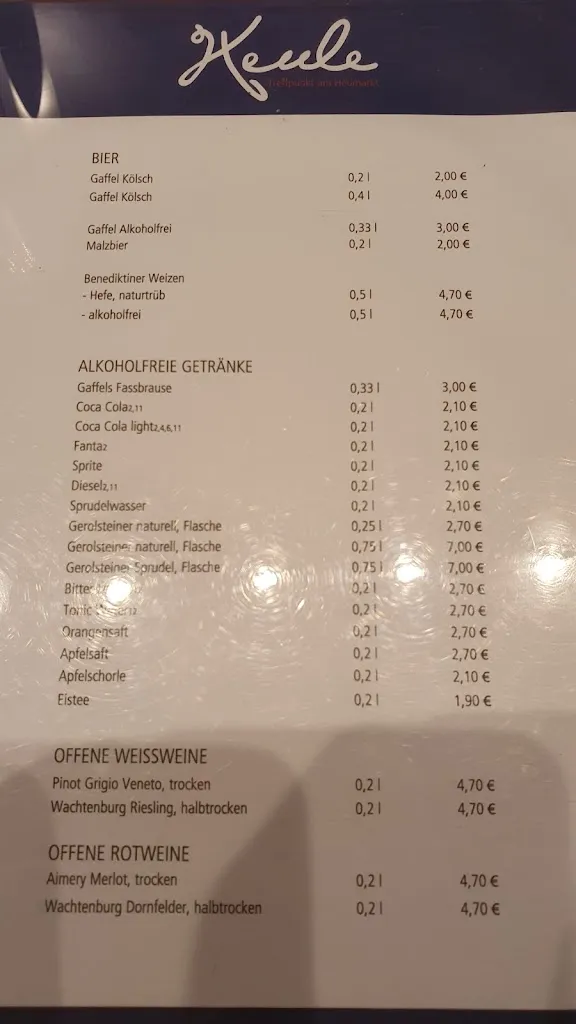 Keule
Treffpunkt am Heumarkt
BIER
Gaffel Kölsch 0,2 l 2,00 €
Gaffel Kölsch 0,4 l 4,00 €
Gaffel Alkoholfrei 0,33 l 3,00 €
Malzbier 0,2 l 2,00 €
Benediktiner Weizen
- Hefe, naturtrüb 0,5 l 4,70 €
- alkoholfrei 0,5 l 4,70 €
ALKOHOLFREIE GETRÄNKE
Gaffels Fassbrause 0,33 l 3,00 €
Coca Cola2,11 0,2 l 2,10 €
Coca Cola light2,4,6,11 0,2 l 2,10 €
Fanta2 0,2 l 2,10 €
Sprite 0,2 l 2,10 €
Diesel2,11 0,2 l 2,10 €
Sprudelwasser 0,2 l 2,10 €
Gerolsteiner naturell, Flasche 0,25 l 2,70 €
Gerolsteiner naturell, Flasche 0,75 l 7,00 €
Gerolsteiner Sprudel, Flasche 0,75 l 7,00 €
Bitter 0,2 l 2,70 €
Tonic Water12 0,2 l 2,70 €
Orangensaft 0,2 l 2,70 €
Apfelsaft 0,2 l 2,70 €
Apfelschorle 0,2 l 2,10 €
Eistee 0,2 l 1,90 €
OFFENE WEISSWEINE
Pinot Grigio Veneto, trocken 0,2 l 4,70 €
Wachtenburg Riesling, halbtrocken 0,2 l 4,70 €
OFFENE ROTWEINE
Aimery Merlot, trocken 0,2 l 4,70 €
Wachtenburg Dornfelder, halbtrocken 0,2 l 4,70 €